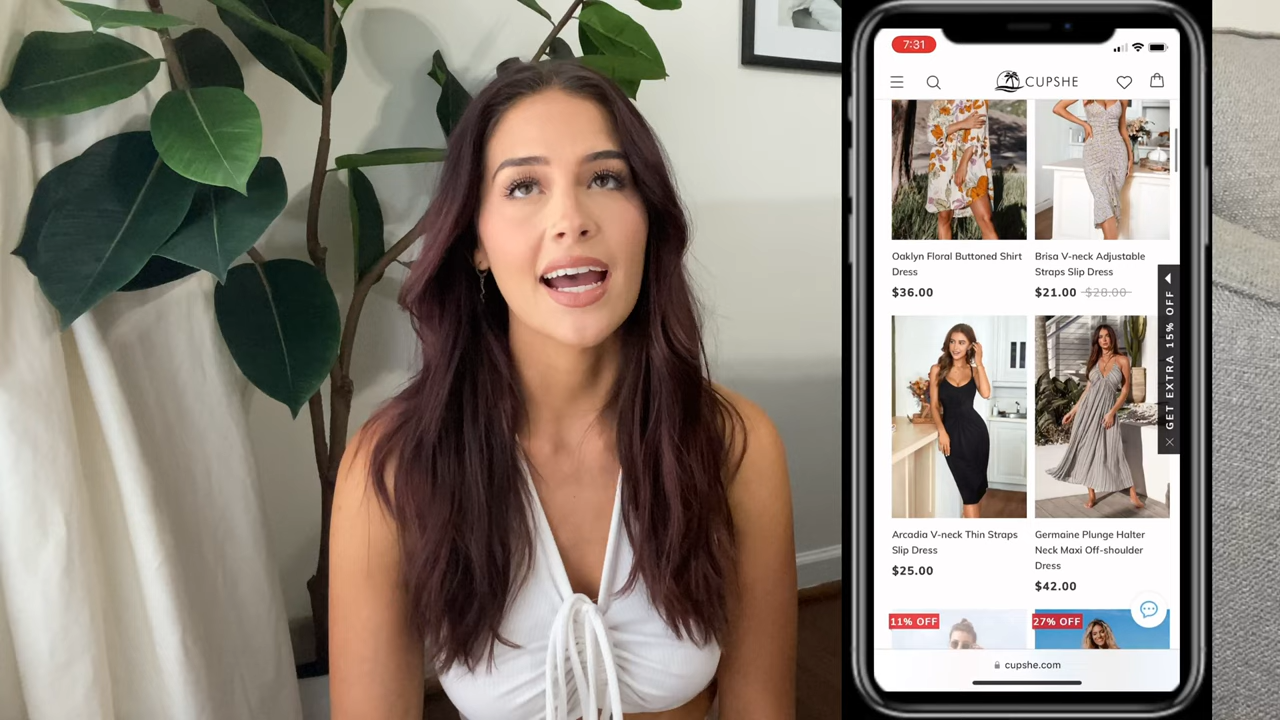 7:31
CUPSHE
Oaklyn Floral Buttoned Shirt
Dress
$36.00
Brisa V-neck Adjustable
Straps Slip Dress
$21.00 $28.00
GET EXTRA 15% OFF
Arcadia V-neck Thin Straps
Slip Dress
$25.00
Germaine Plunge Halter
Neck Maxi Off-shoulder
Dress
$42.00
11% OFF
27% OFF
cupshe.com